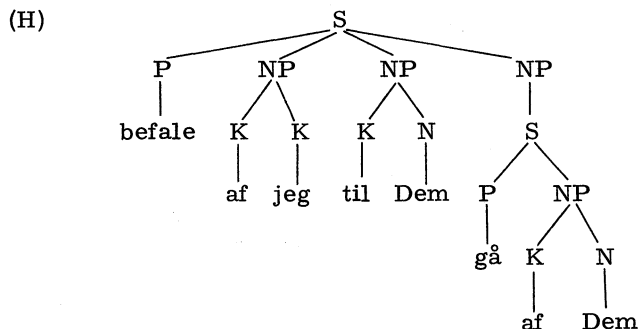 (H)
S
P NP NP NP
befale K K K N S
af jeg til Dem P NP
gå K N
af Dem